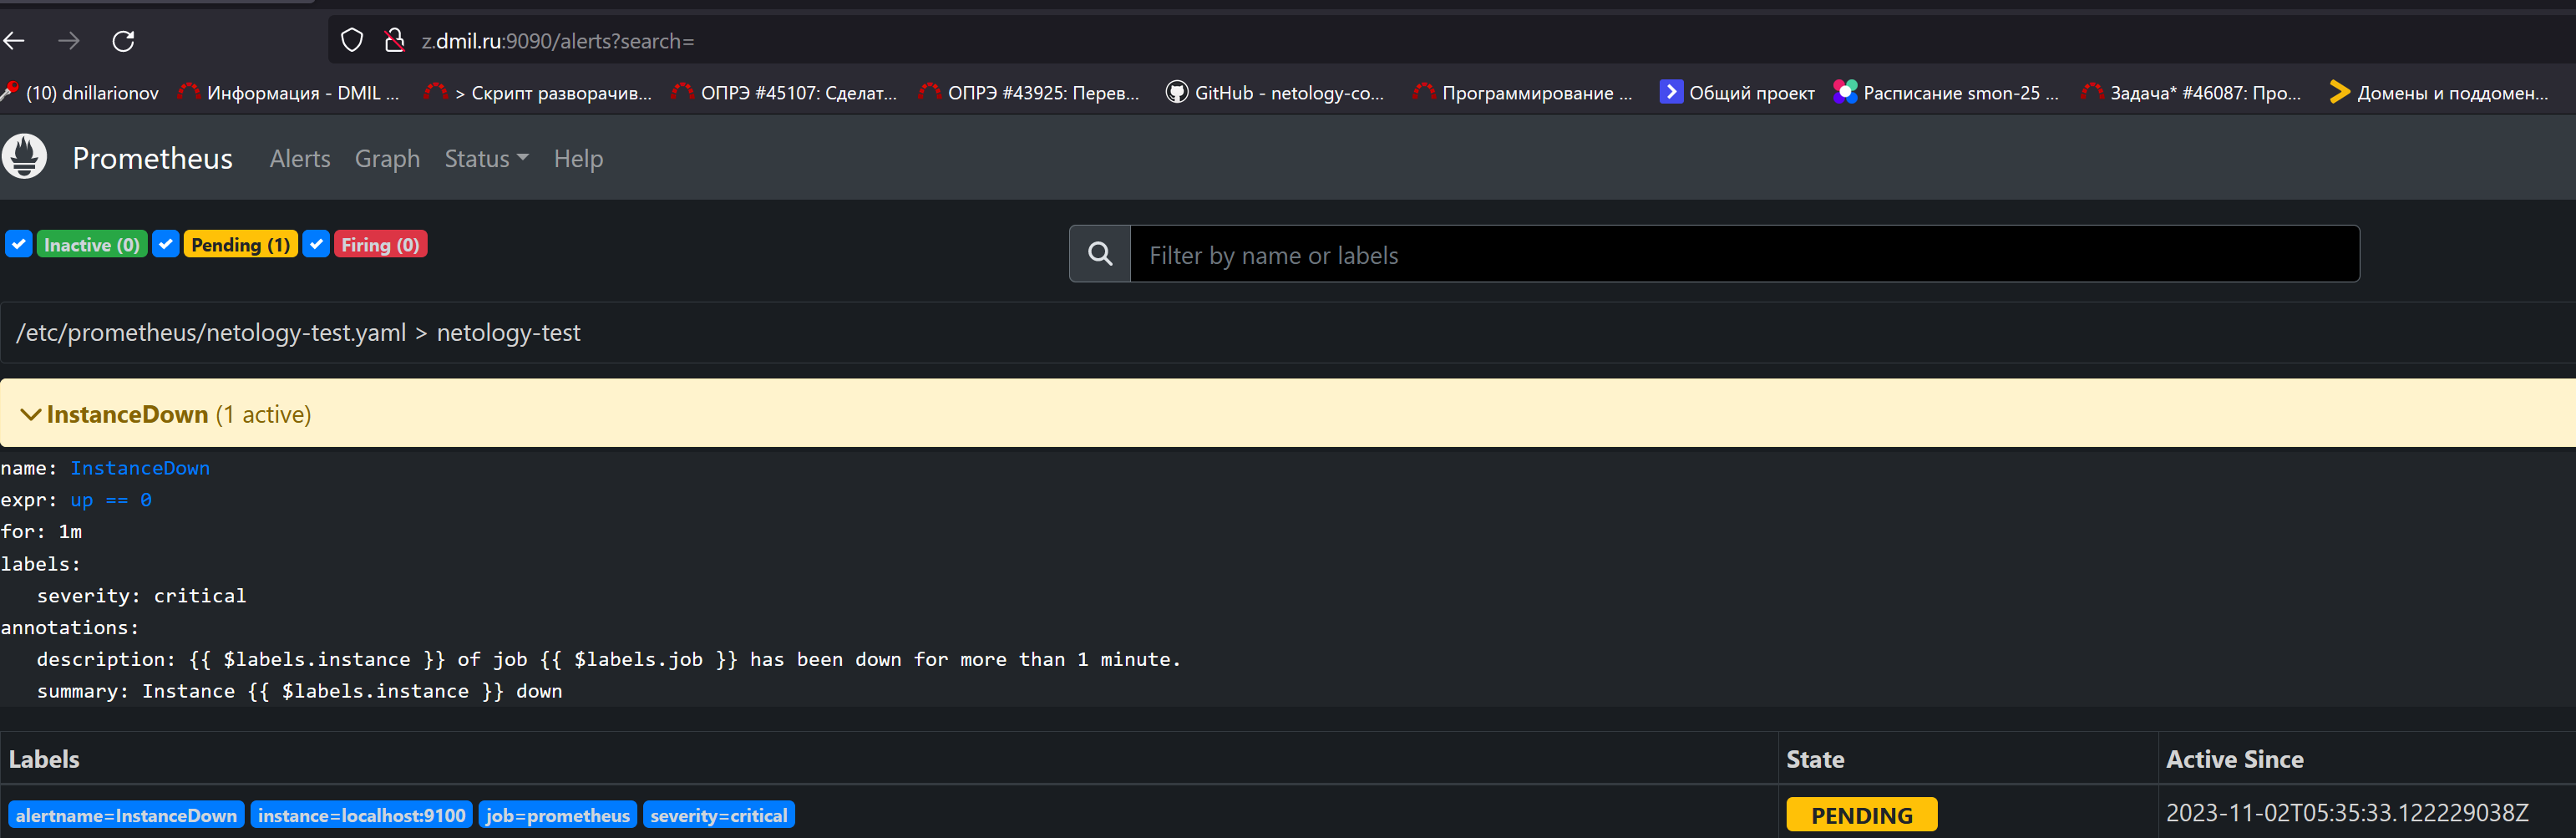 z.dmil.ru:9090/alerts?search=
(10) dnillarionov Информация - DMIL ... > Скрипт разворачив... ОПРЭ #45107: Сделат... ОПРЭ #43925: Перев... GitHub - netology-co... Программирование ... Общий проект Расписание smon-25 ... Задача* #46087: Про... Домены и поддомен...
Prometheus Alerts Graph Status Help
Inactive (0) Pending (1) Firing (0) Filter by name or labels
/etc/prometheus/netology-test.yaml > netology-test
InstanceDown (1 active)
name: InstanceDown
expr: up == 0
for: 1m
labels:
severity: critical
annotations:
description: {{ $labels.instance }} of job {{ $labels.job }} has been down for more than 1 minute.
summary: Instance {{ $labels.instance }} down
Labels State Active Since
alertname=InstanceDown instance=localhost:9100 job=prometheus severity=critical PENDING 2023-11-02T05:35:33.122229038Z